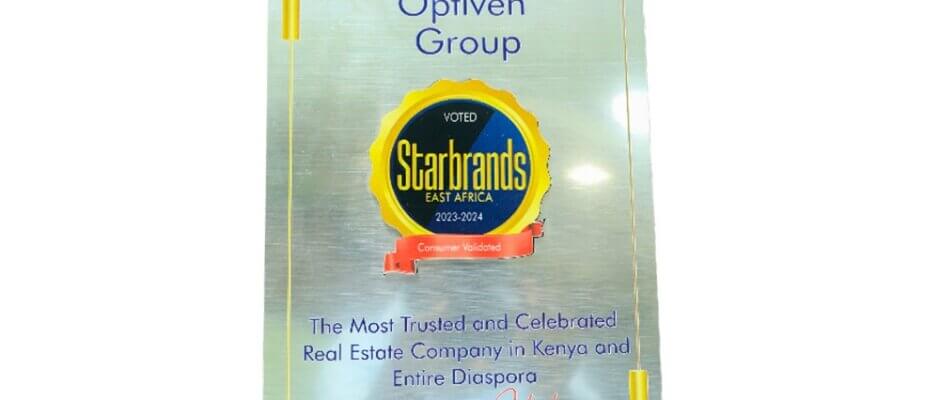 Optiven
Group
VOTED
Starbrands
EAST AFRICA
2023-2024
Consumer Validated
The Most Trusted and Celebrated
Real Estate Company in Kenya and
Entire Diaspora